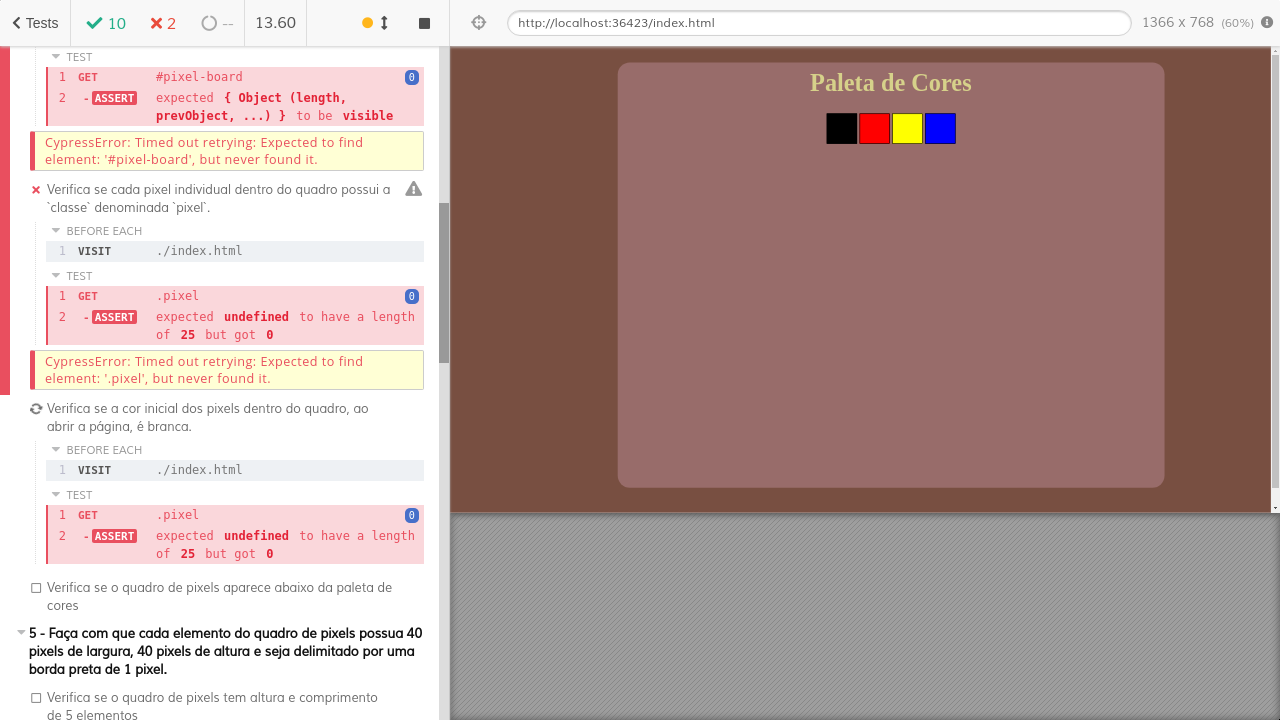 Tests
10
2
--
13.60
http://localhost:36423/index.html
1366 x 768 (60%)
TEST
1 GET #pixel-board 0
2 -ASSERT expected { Object (length,
prevObject, ...) } to be visible
CypressError: Timed out retrying: Expected to find
element: '#pixel-board', but never found it.
Verifica se cada pixel individual dentro do quadro possui a
`classe` denominada `pixel`.
BEFORE EACH
1 VISIT ./index.html
TEST
1 GET .pixel 0
2 -ASSERT expected undefined to have a length
of 25 but got 0
CypressError: Timed out retrying: Expected to find
element: '.pixel', but never found it.
Verifica se a cor inicial dos pixels dentro do quadro, ao
abrir a página, é branca.
BEFORE EACH
1 VISIT ./index.html
TEST
1 GET .pixel 0
2 -ASSERT expected undefined to have a length
of 25 but got 0
Verifica se o quadro de pixels aparece abaixo da paleta de
cores
5 - Faça com que cada elemento do quadro de pixels possua 40
pixels de largura, 40 pixels de altura e seja delimitado por uma
borda preta de 1 pixel.
Verifica se o quadro de pixels tem altura e comprimento
de 5 elementos
Paleta de Cores